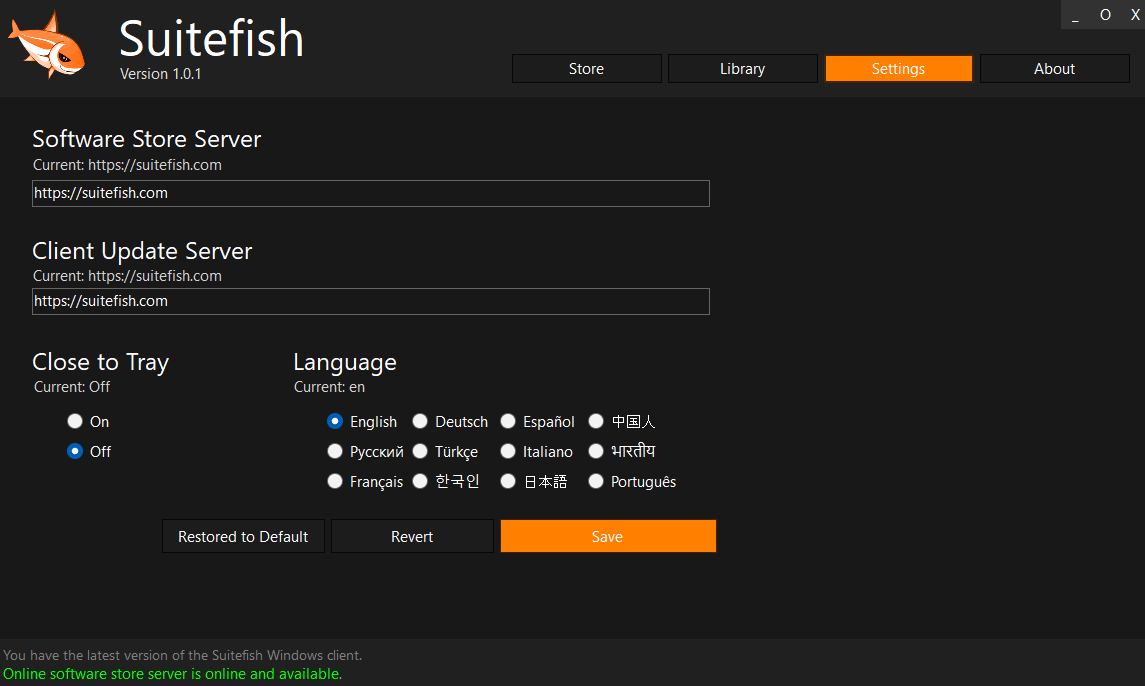 Suitefish
Version 1.0.1
_ O X
Store Library Settings About
Software Store Server
Current: https://suitefish.com
https://suitefish.com
Client Update Server
Current: https://suitefish.com
https://suitefish.com
Close to Tray
Current: Off
On
Off
Language
Current: en
English Deutsch Español 中国人
Русский Türkçe Italiano भारतीय
Français 한국인 日本語 Português
Restored to Default Revert Save
You have the latest version of the Suitefish Windows client.
Online software store server is online and available.